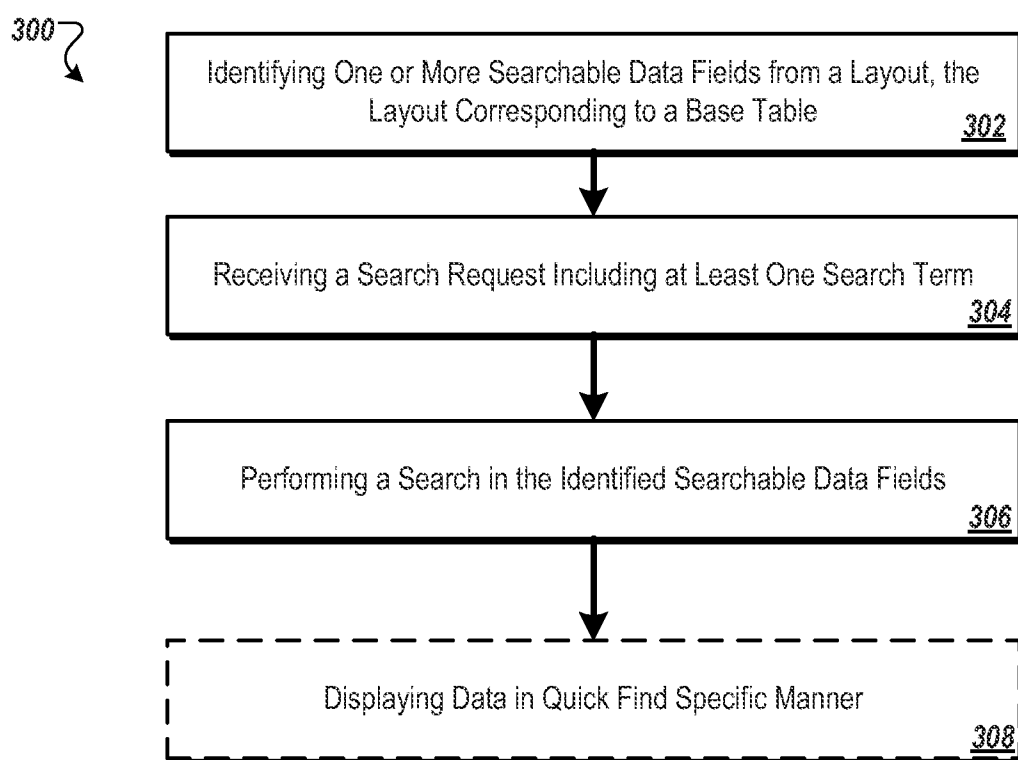 300
Identifying One or More Searchable Data Fields from a Layout, the
Layout Corresponding to a Base Table
302
Receiving a Search Request Including at Least One Search Term
304
Performing a Search in the Identified Searchable Data Fields
306
Displaying Data in Quick Find Specific Manner
308